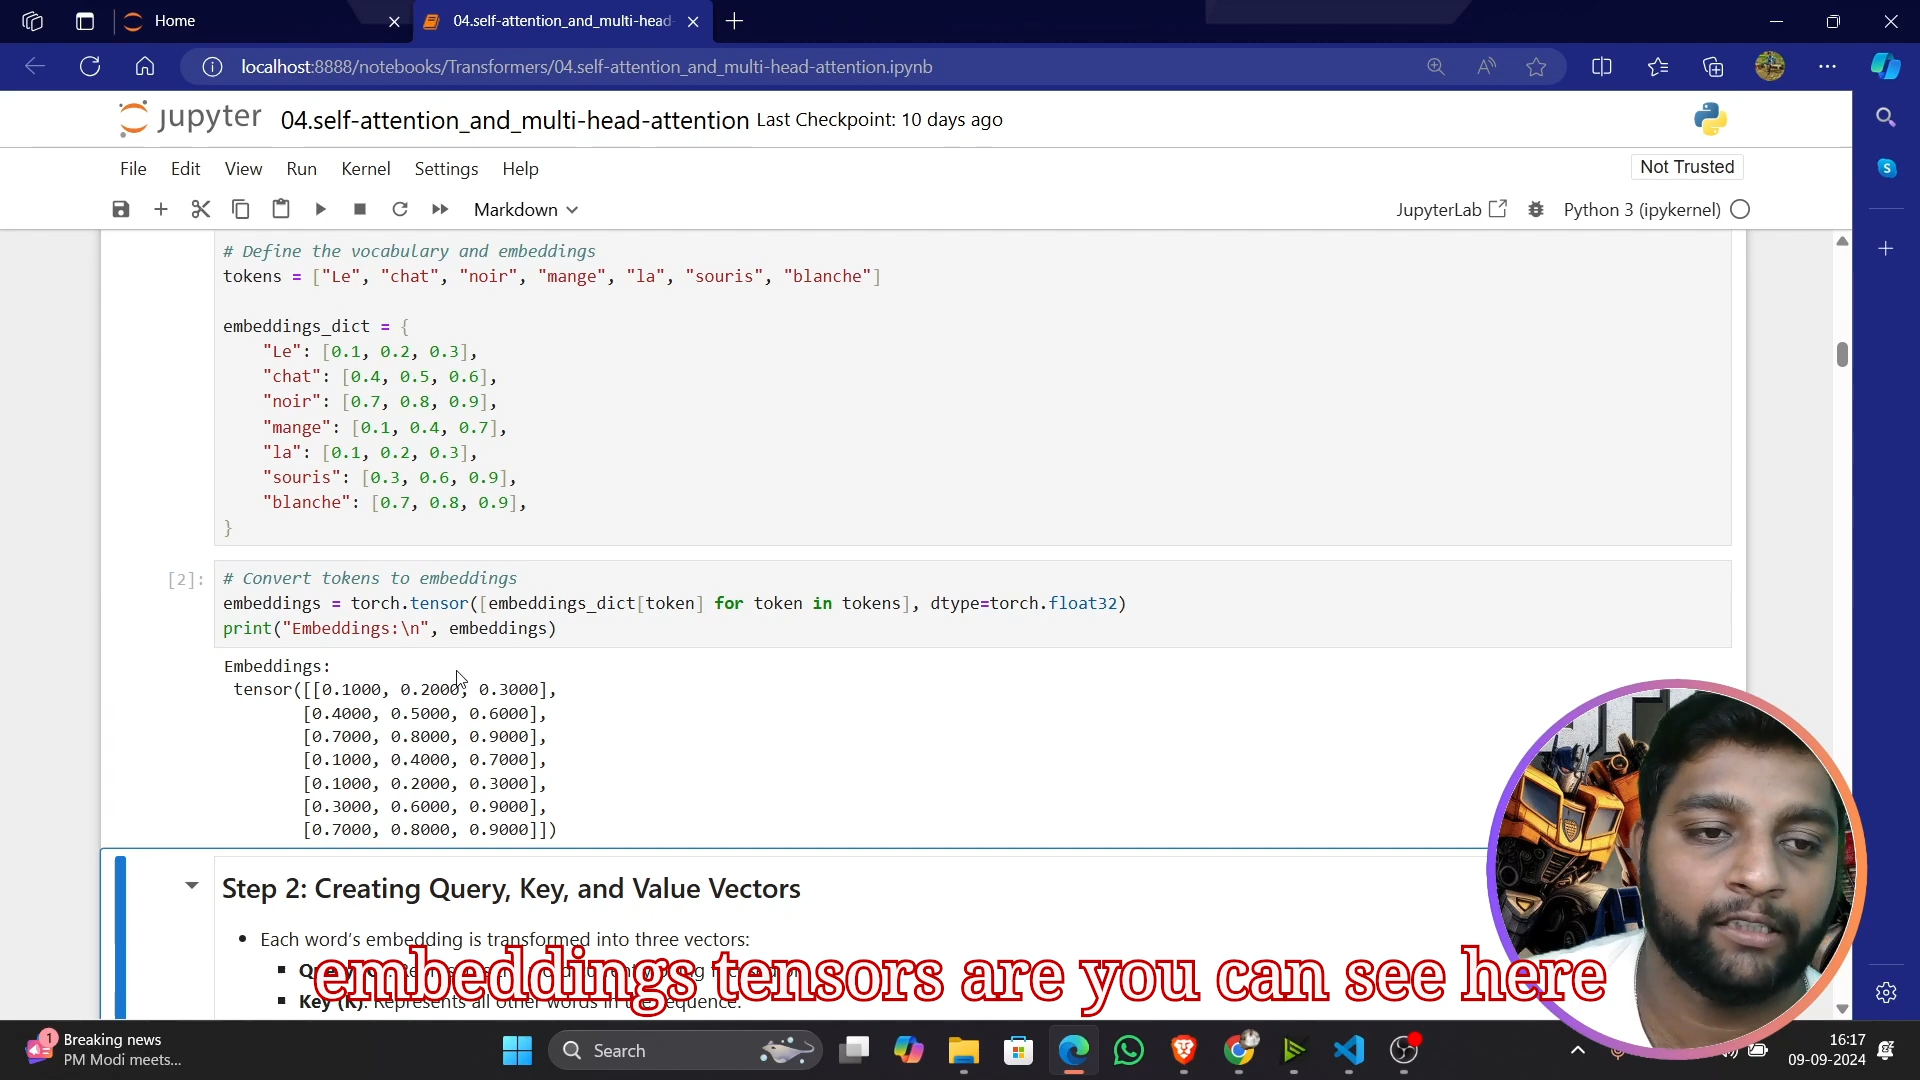 Home
04.self-attention_and_multi-head-
localhost:8888/notebooks/Transformers/04.self-attention_and_multi-head-attention.ipynb
jupyter 04.self-attention_and_multi-head-attention Last Checkpoint: 10 days ago
File Edit View Run Kernel Settings Help
Not Trusted
Markdown
JupyterLab Python 3 (ipykernel)
# Define the vocabulary and embeddings
tokens = ["Le", "chat", "noir", "mange", "la", "souris", "blanche"]
embeddings_dict = {
"Le": [0.1, 0.2, 0.3],
"chat": [0.4, 0.5, 0.6],
"noir": [0.7, 0.8, 0.9],
"mange": [0.1, 0.4, 0.7],
"la": [0.1, 0.2, 0.3],
"souris": [0.3, 0.6, 0.9],
"blanche": [0.7, 0.8, 0.9],
}
[2]: # Convert tokens to embeddings
embeddings = torch.tensor([embeddings_dict[token] for token in tokens], dtype=torch.float32)
print("Embeddings:\n", embeddings)
Embeddings:
tensor([[0.1000, 0.2000, 0.3000],
[0.4000, 0.5000, 0.6000],
[0.7000, 0.8000, 0.9000],
[0.1000, 0.4000, 0.7000],
[0.1000, 0.2000, 0.3000],
[0.3000, 0.6000, 0.9000],
[0.7000, 0.8000, 0.9000]])
Step 2: Creating Query, Key, and Value Vectors
Each word's embedding is transformed into three vectors:
embeddings tensors are you can see here
Key (K): Represents all other words in the sequence.
1
Breaking news
PM Modi meets...
Search
16:17
09-09-2024